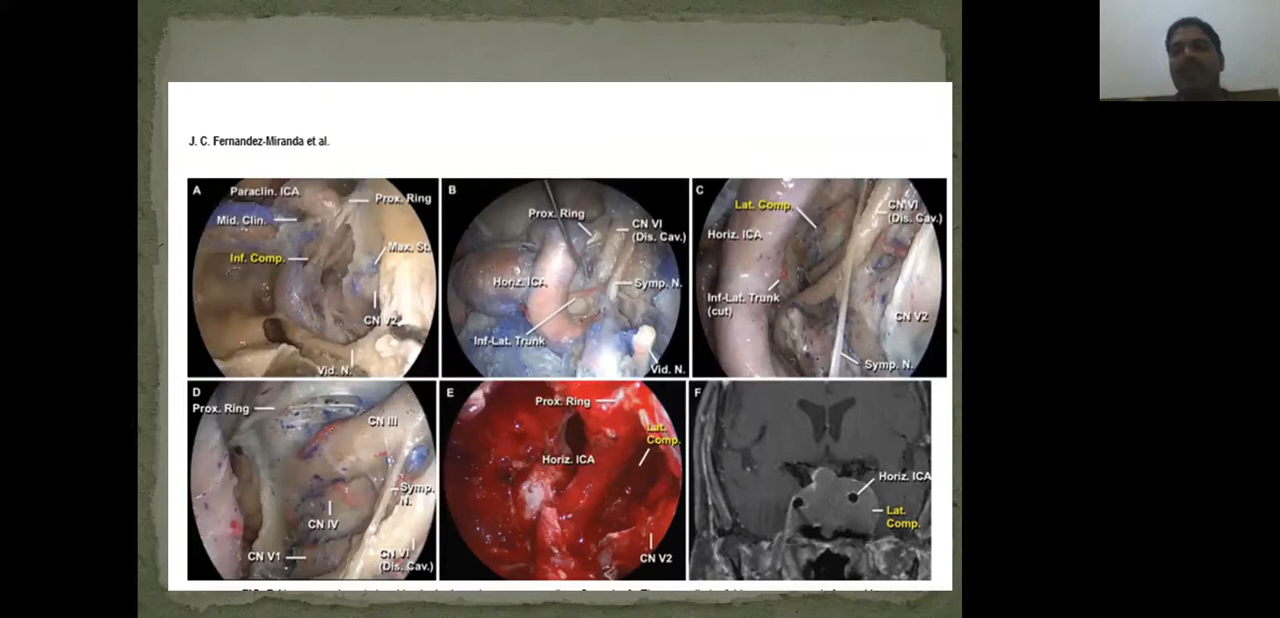 J. C. Fernandez-Miranda et al.
A
Paraclin. ICA
Prox. Ring
Mid. Clin.
Max. St.
Inf. Comp.
CN V2
Vid. N.
B
Prox. Ring
CN VI
(Dis. Cav.)
Horiz. ICA
Symp. N.
Inf-Lat. Trunk
Vid. N.
C
Lat. Comp.
CN VI
(Dis. Cav.)
Horiz. ICA
Inf-Lat. Trunk
(cut)
CN V2
Symp. N.
D
Prox. Ring
CN III
Symp.
N.
CN IV
CN V1
CN VI
(Dis. Cav.)
E
Prox. Ring
Lat.
Comp.
Horiz. ICA
CN V2
F
Horiz. ICA
Lat.
Comp.